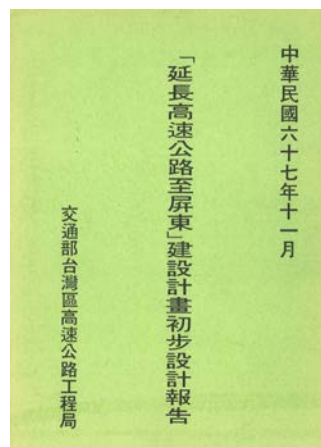 中華民國六十七年十一月
「延長高速公路至屏東」建設計畫初步設計報告
交通部台灣區高速公路工程局